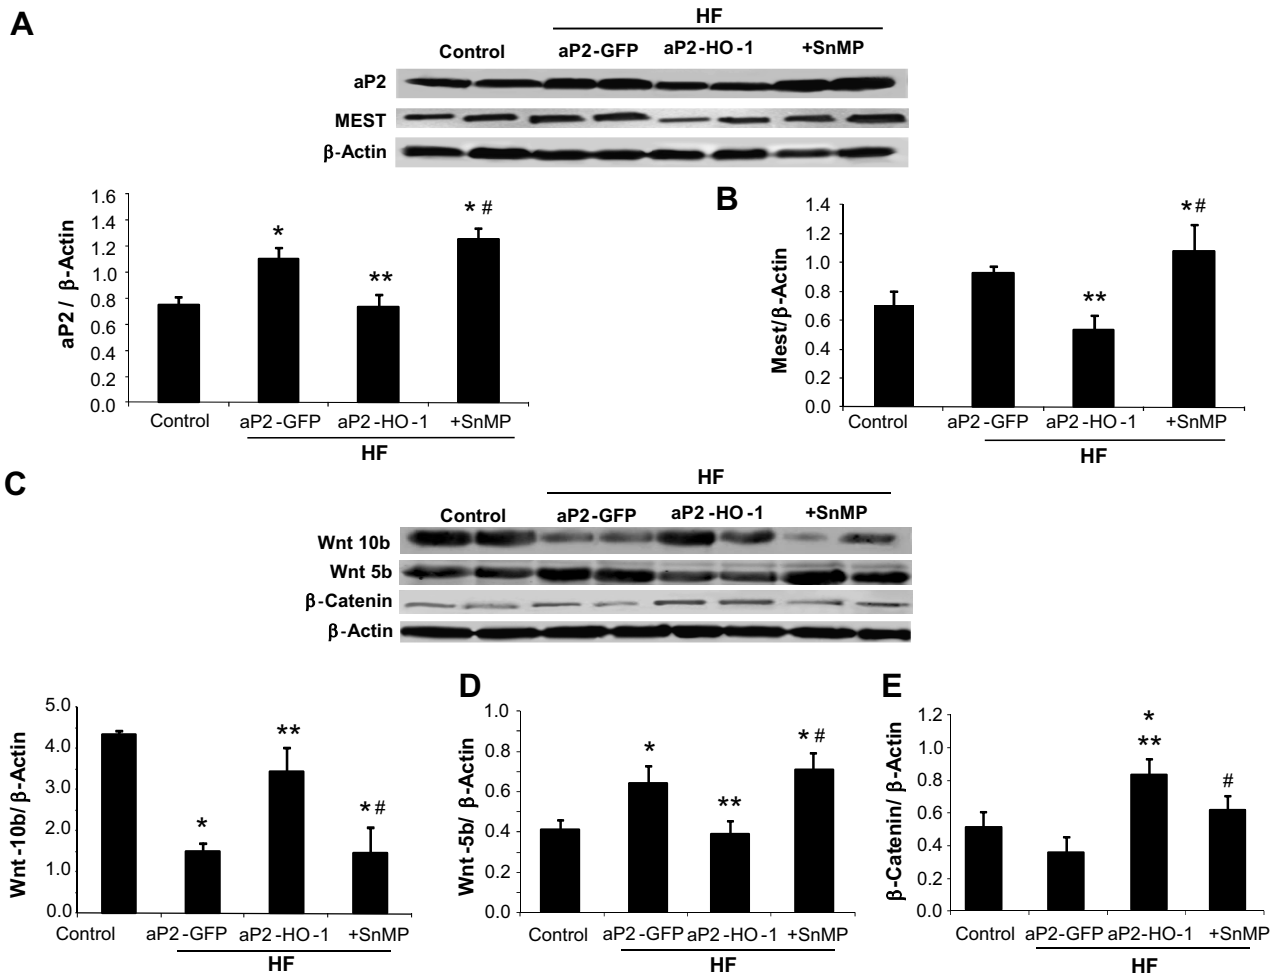 A
HF
Control aP2-GFP aP2-HO-1 +SnMP
aP2
MEST
β-Actin
aP2 / β-Actin
1.6
1.4
1.2
1.0
0.8
0.6
0.4
0.2
0.0
*
**
* #
Control aP2-GFP aP2-HO-1 +SnMP
HF
B
Mest/β-Actin
1.4
1.2
1.0
0.8
0.6
0.4
0.2
0.0
**
* #
Control aP2-GFP aP2-HO-1 +SnMP
HF
C
HF
Control aP2-GFP aP2-HO-1 +SnMP
Wnt 10b
Wnt 5b
β-Catenin
β-Actin
Wnt-10b/β-Actin
5.0
4.0
3.0
2.0
1.0
0.0
*
**
* #
Control aP2-GFP aP2-HO-1 +SnMP
HF
D
Wnt-5b/ β-Actin
1.0
0.8
0.6
0.4
0.2
0.0
*
**
* #
Control aP2-GFP aP2-HO-1 +SnMP
HF
E
β-Catenin/ β-Actin
1.2
1.0
0.8
0.6
0.4
0.2
0.0
*
**
#
Control aP2-GFP aP2-HO-1 +SnMP
HF